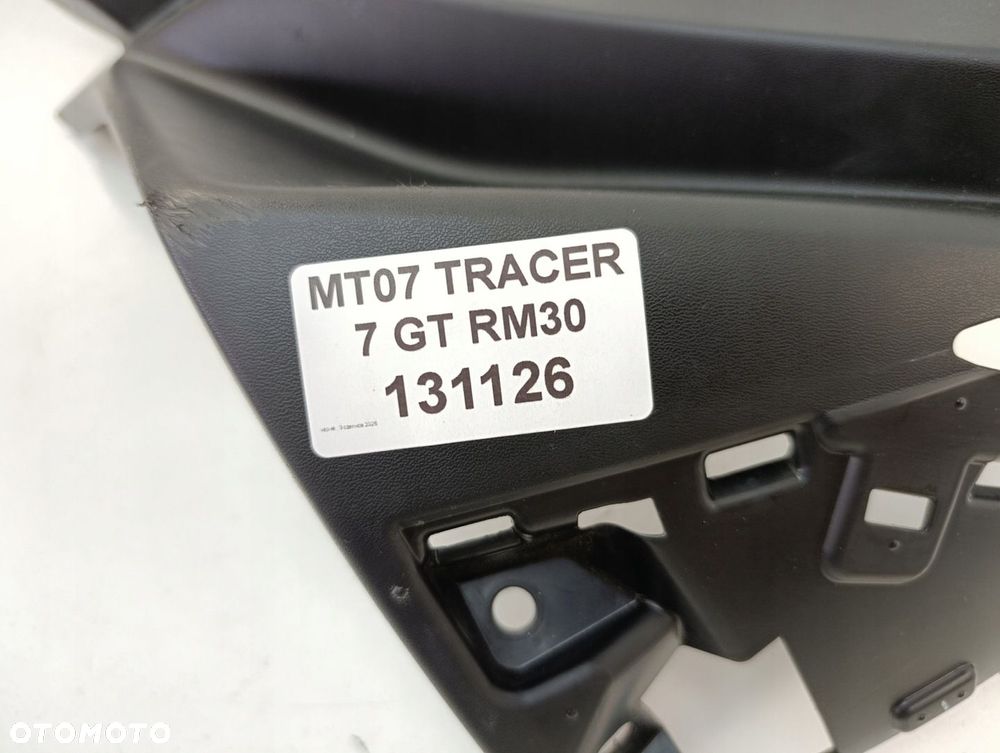 MT07 TRACER
7 GT RM30
131126
OTOMOTO